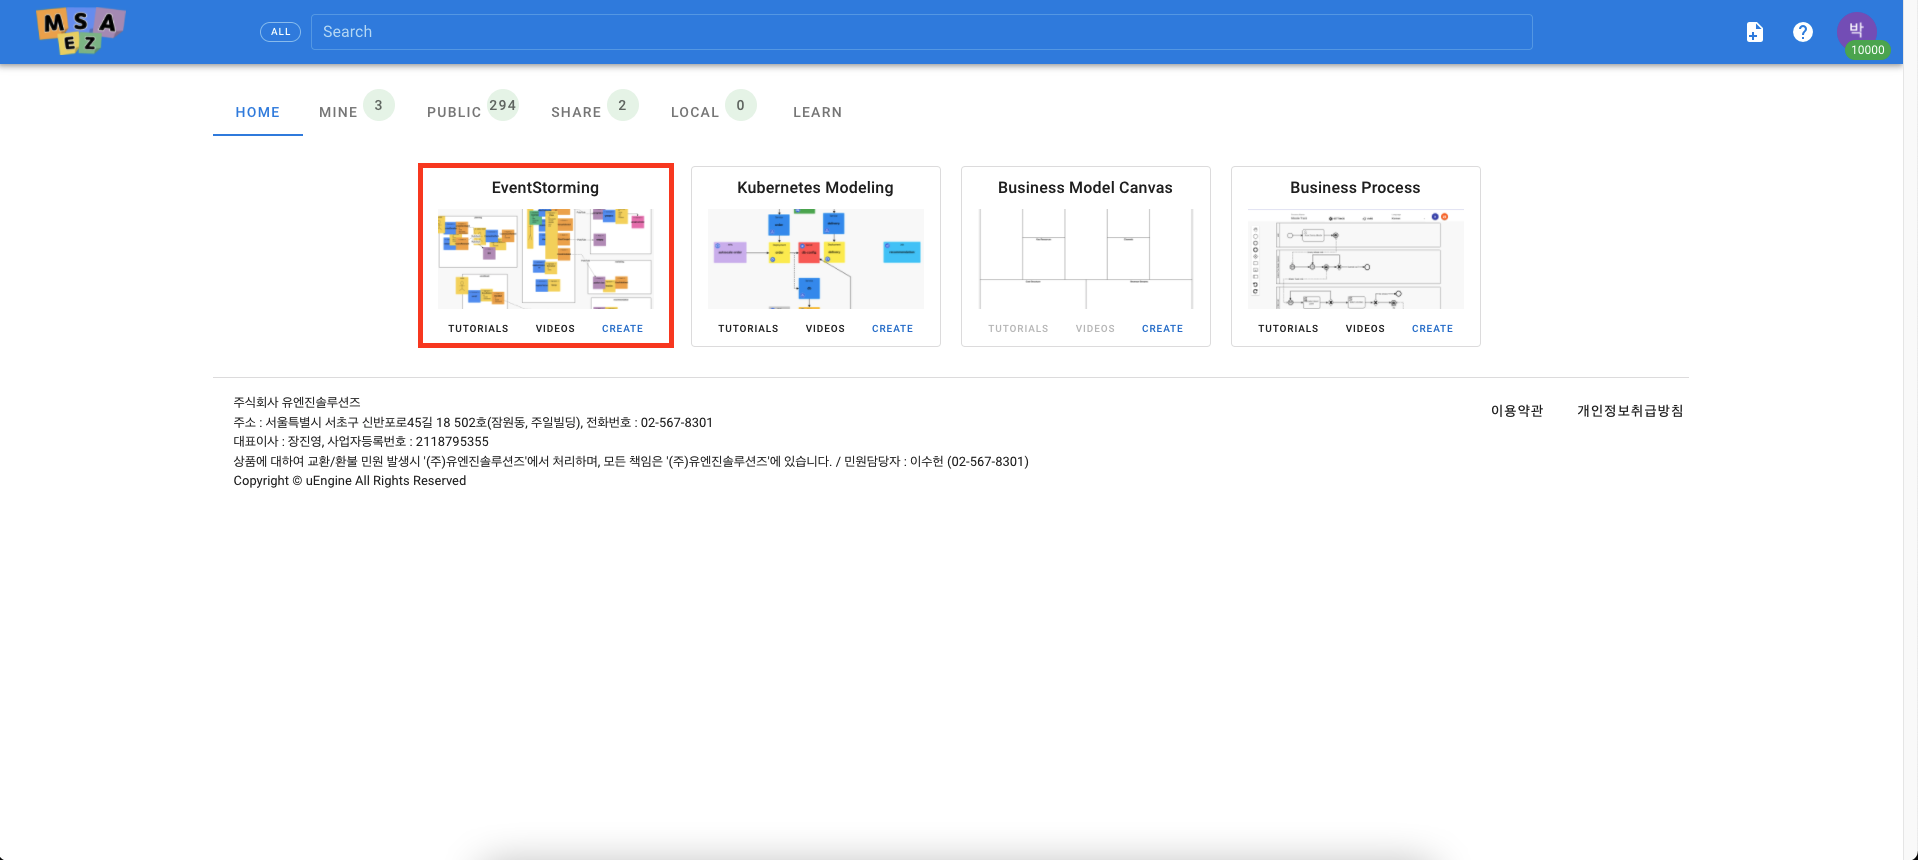 MSA
EZ
ALL
Search
박
10000
HOME
MINE 3
PUBLIC 294
SHARE 2
LOCAL 0
LEARN
EventStorming
TUTORIALS VIDEOS CREATE
Kubernetes Modeling
TUTORIALS VIDEOS CREATE
Business Model Canvas
TUTORIALS VIDEOS CREATE
Business Process
TUTORIALS VIDEOS CREATE
주식회사 유엔진솔루션즈
주소 : 서울특별시 서초구 신반포로45길 18 502호(잠원동, 주일빌딩), 전화번호 : 02-567-8301
대표이사 : 장진영, 사업자등록번호 : 2118795355
상품에 대하여 교환/환불 민원 발생시 '(주)유엔진솔루션즈'에서 처리하며, 모든 책임은 '(주)유엔진솔루션즈'에 있습니다. / 민원담당자 : 이수현 (02-567-8301)
Copyright © uEngine All Rights Reserved
이용약관
개인정보취급방침